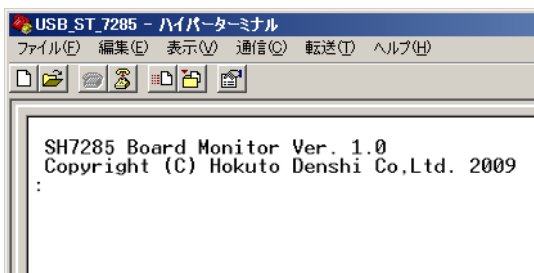 USB_ST_7285 - ハイパーターミナル
ファイル(F) 編集(E) 表示(V) 通信(C) 転送(T) ヘルプ(H)
SH7285 Board Monitor Ver. 1.0
Copyright (C) Hokuto Denshi Co,Ltd. 2009
: